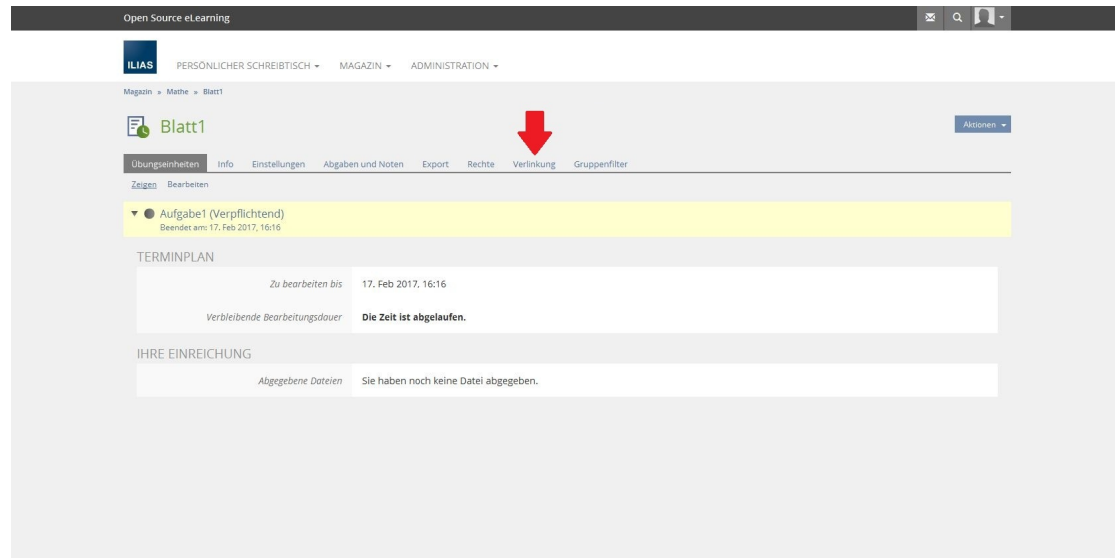 Open Source eLearning
ILIAS PERSÖNLICHER SCHREIBTISCH MAGAZIN ADMINISTRATION
Magazin » Mathe » Blatt1
Blatt1
Aktionen
Übungseinheiten Info Einstellungen Abgaben und Noten Export Rechte Verlinkung Gruppenfilter
Zeigen Bearbeiten
Aufgabe1 (Verpflichtend)
Beendet am: 17. Feb 2017, 16:16
TERMINPLAN
Zu bearbeiten bis 17. Feb 2017, 16:16
Verbleibende Bearbeitungsdauer Die Zeit ist abgelaufen.
IHRE EINREICHUNG
Abgegebene Dateien Sie haben noch keine Datei abgegeben.